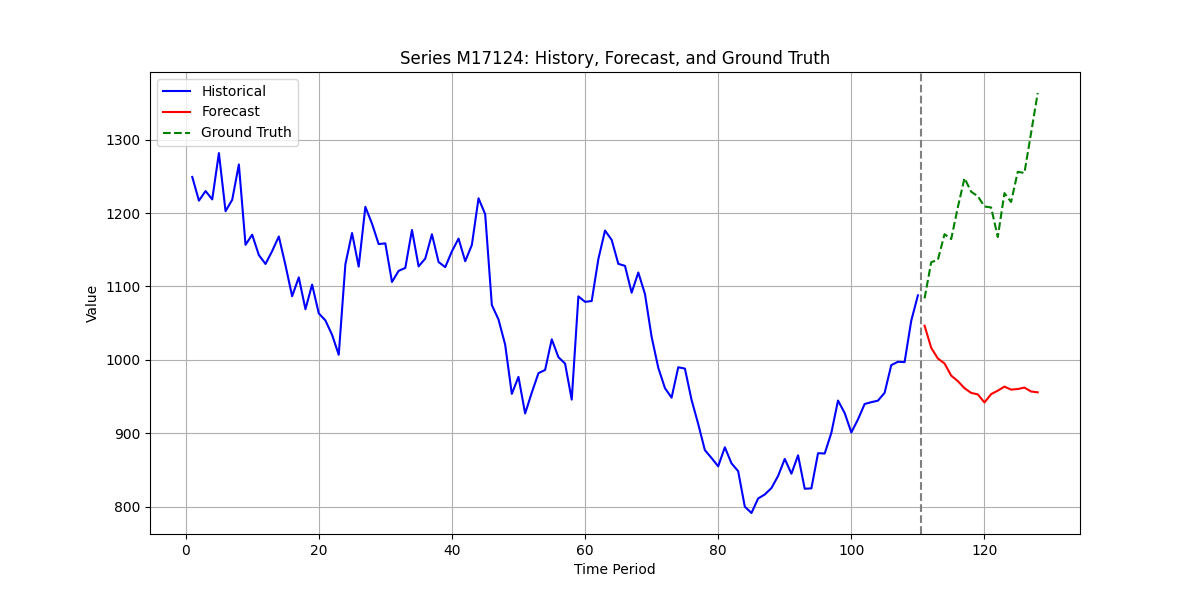 Series M17124: History, Forecast, and Ground Truth
Historical
Forecast
Ground Truth
1300
1200
1100
1000
900
800
Value
0 20 40 60 80 100 120
Time Period